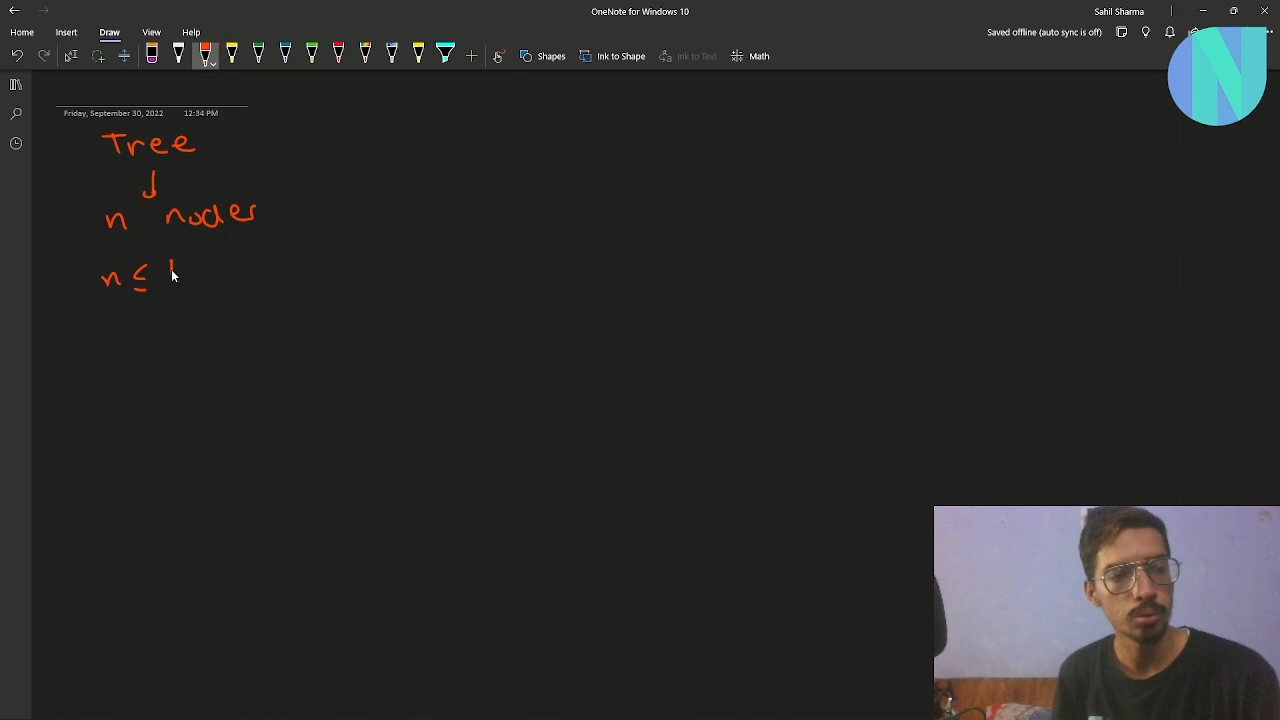 OneNote for Windows 10
Sahil Sharma
Home Insert Draw View Help
Saved offline (auto sync is off)
Shapes Ink to Shape Ink to Text Math
Friday, September 30, 2022 12:34 PM
Tree
n nodes
n ≤